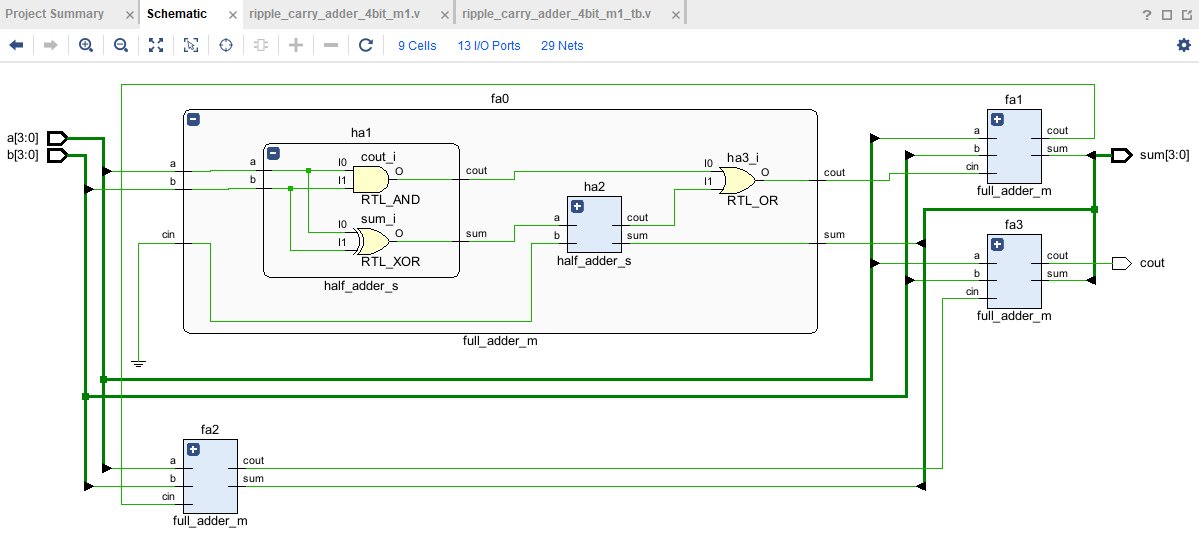 Project Summary × Schematic × ripple_carry_adder_4bit_m1.v × ripple_carry_adder_4bit_m1_tb.v ×
9 Cells 13 I/O Ports 29 Nets
fa0
a[3:0]
b[3:0]
a
b
cin
ha1
a
b
cout_i
I0
I1
O
RTL_AND
sum_i
I0
I1
O
RTL_XOR
cout
sum
half_adder_s
ha2
a
b
cout
sum
half_adder_s
ha3_i
I0
I1
O
RTL_OR
cout
sum
full_adder_m
fa1
a
b
cin
cout
sum
full_adder_m
sum[3:0]
fa3
a
b
cin
cout
sum
full_adder_m
cout
fa2
a
b
cin
cout
sum
full_adder_m